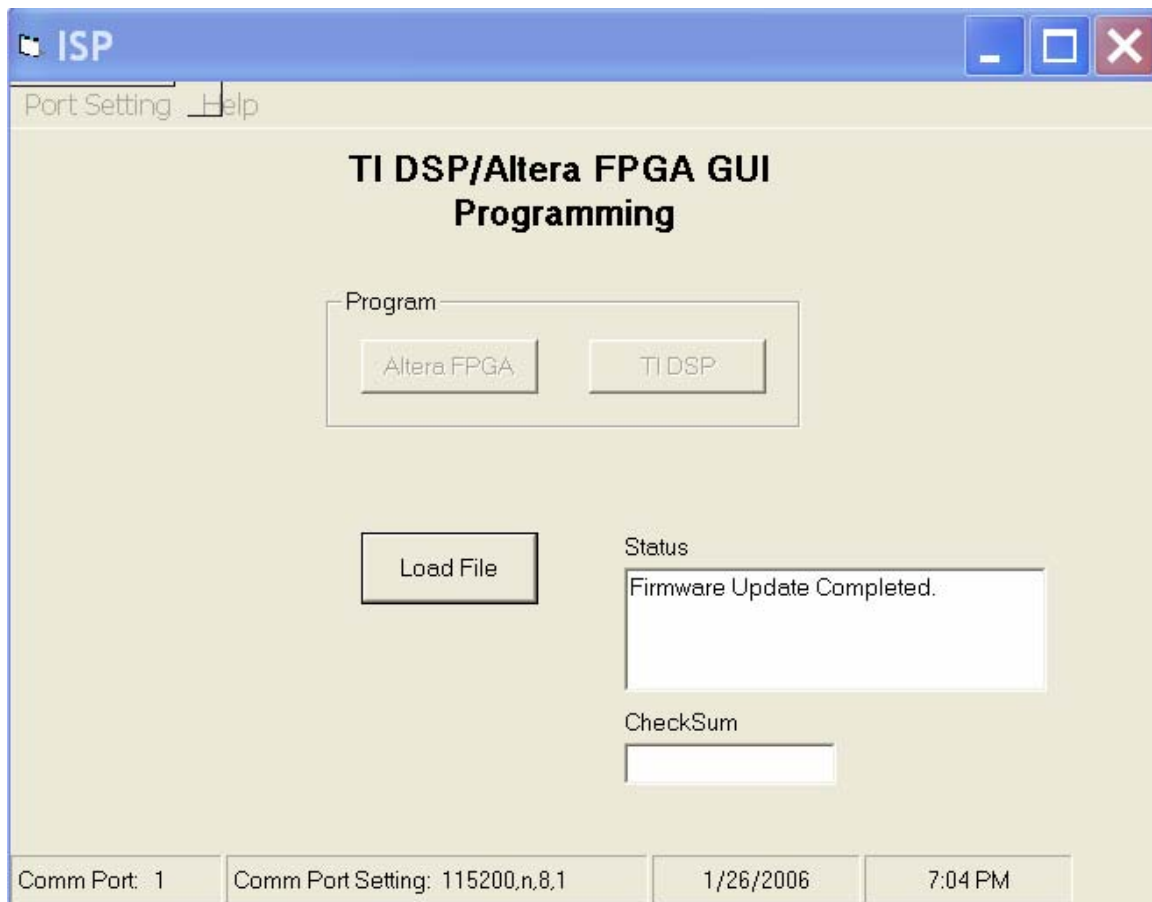 ISP
Port Setting Help
TI DSP/Altera FPGA GUI
Programming
Program
Altera FPGA TI DSP
Load File
Status
Firmware Update Completed.
CheckSum
Comm Port: 1 Comm Port Setting: 115200,n,8,1 1/26/2006 7:04 PM